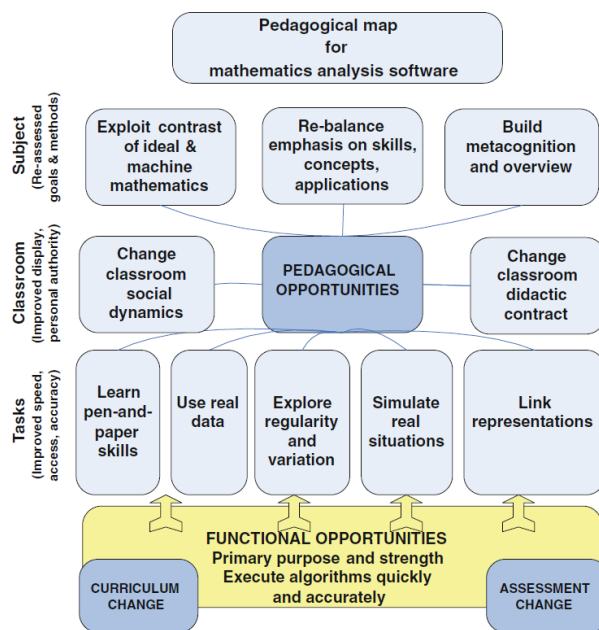 Pedagogical map
for
mathematics analysis software
Subject
(Re-assessed
goals & methods)
Exploit contrast
of ideal &
machine
mathematics
Re-balance
emphasis on skills,
concepts,
applications
Build
metacognition
and overview
Classroom
(Improved display,
personal authority)
Change
classroom
social
dynamics
PEDAGOGICAL
OPPORTUNITIES
Change
classroom
didactic
contract
Tasks
(Improved speed,
access, accuracy)
Learn
pen-and-
paper
skills
Use real
data
Explore
regularity
and
variation
Simulate
real
situations
Link
representations
FUNCTIONAL OPPORTUNITIES
Primary purpose and strength
Execute algorithms quickly
and accurately
CURRICULUM
CHANGE
ASSESSMENT
CHANGE